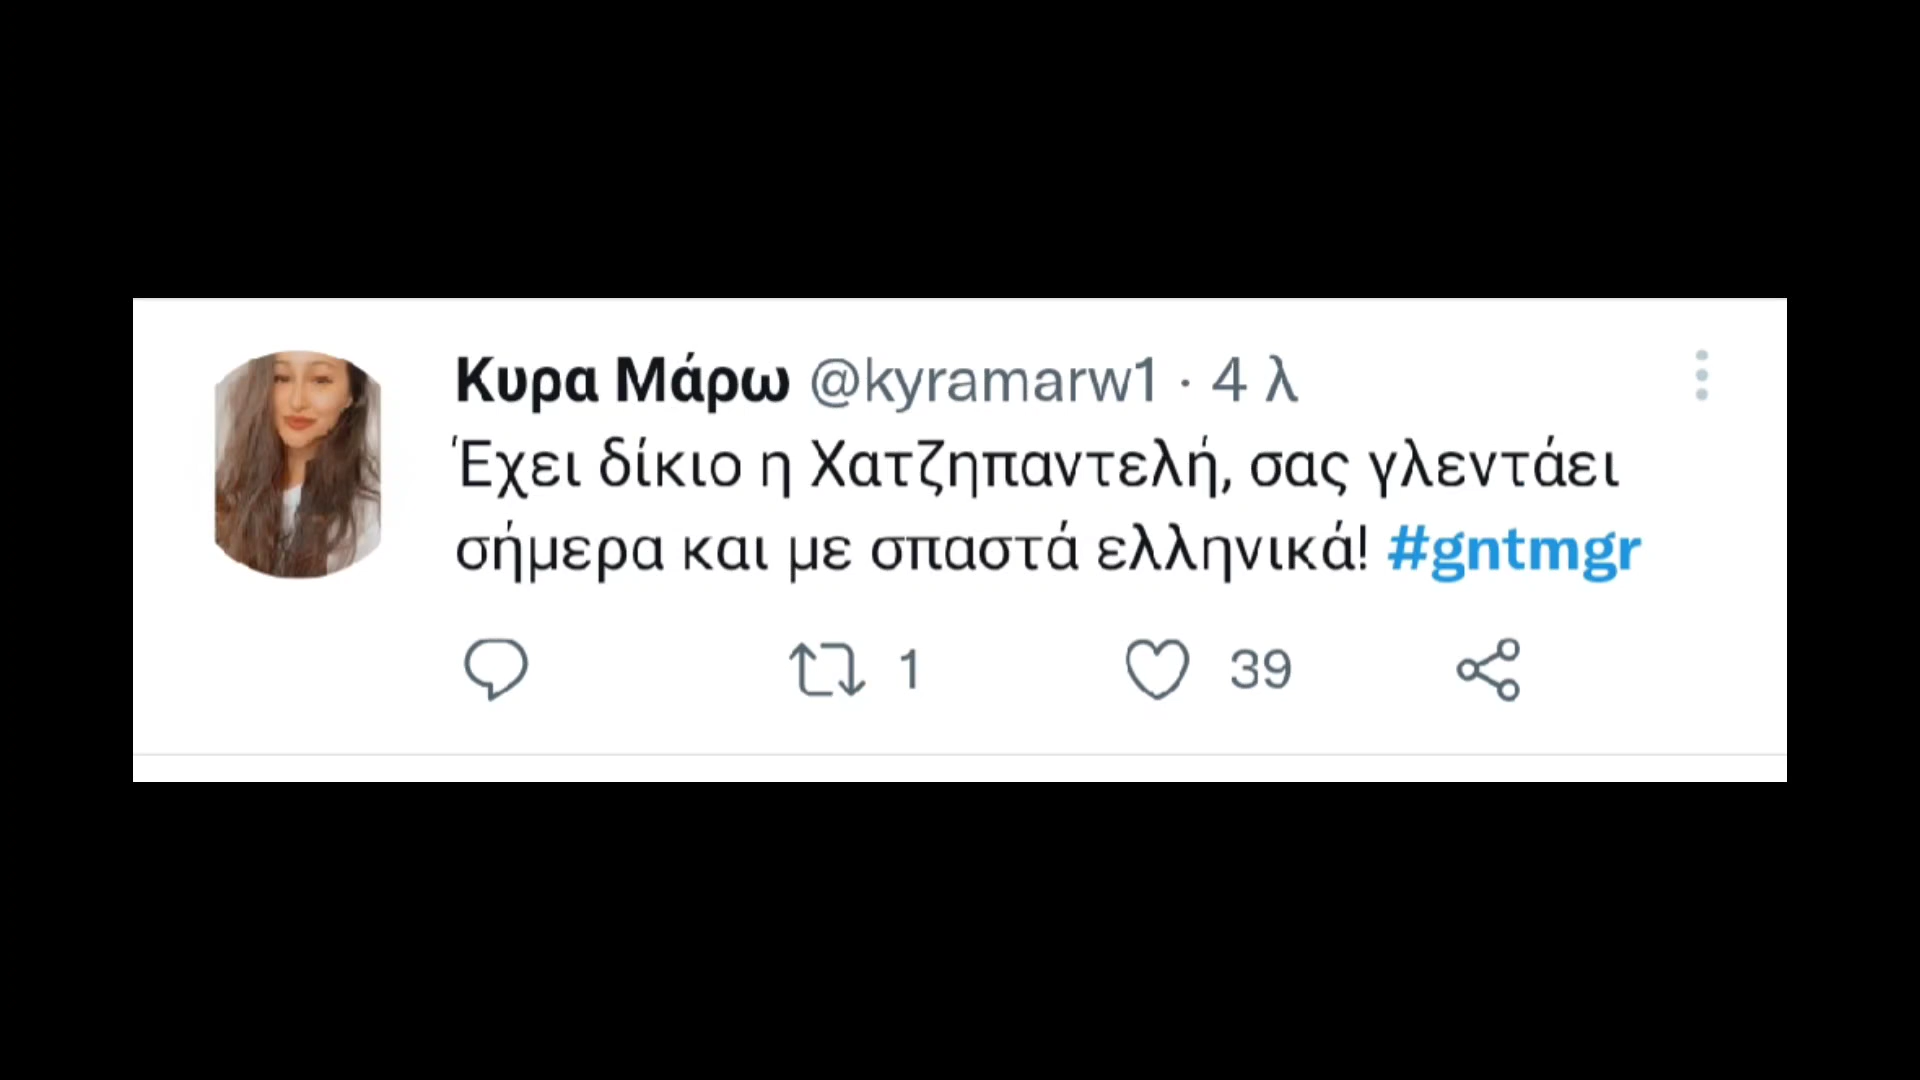 Κυρα Μάρω @kyramarw1 · 4 λ
Έχει δίκιο η Χατζηπαντελή, σας γλεντάει
σήμερα και με σπαστά ελληνικά! #gntmgr
1 39